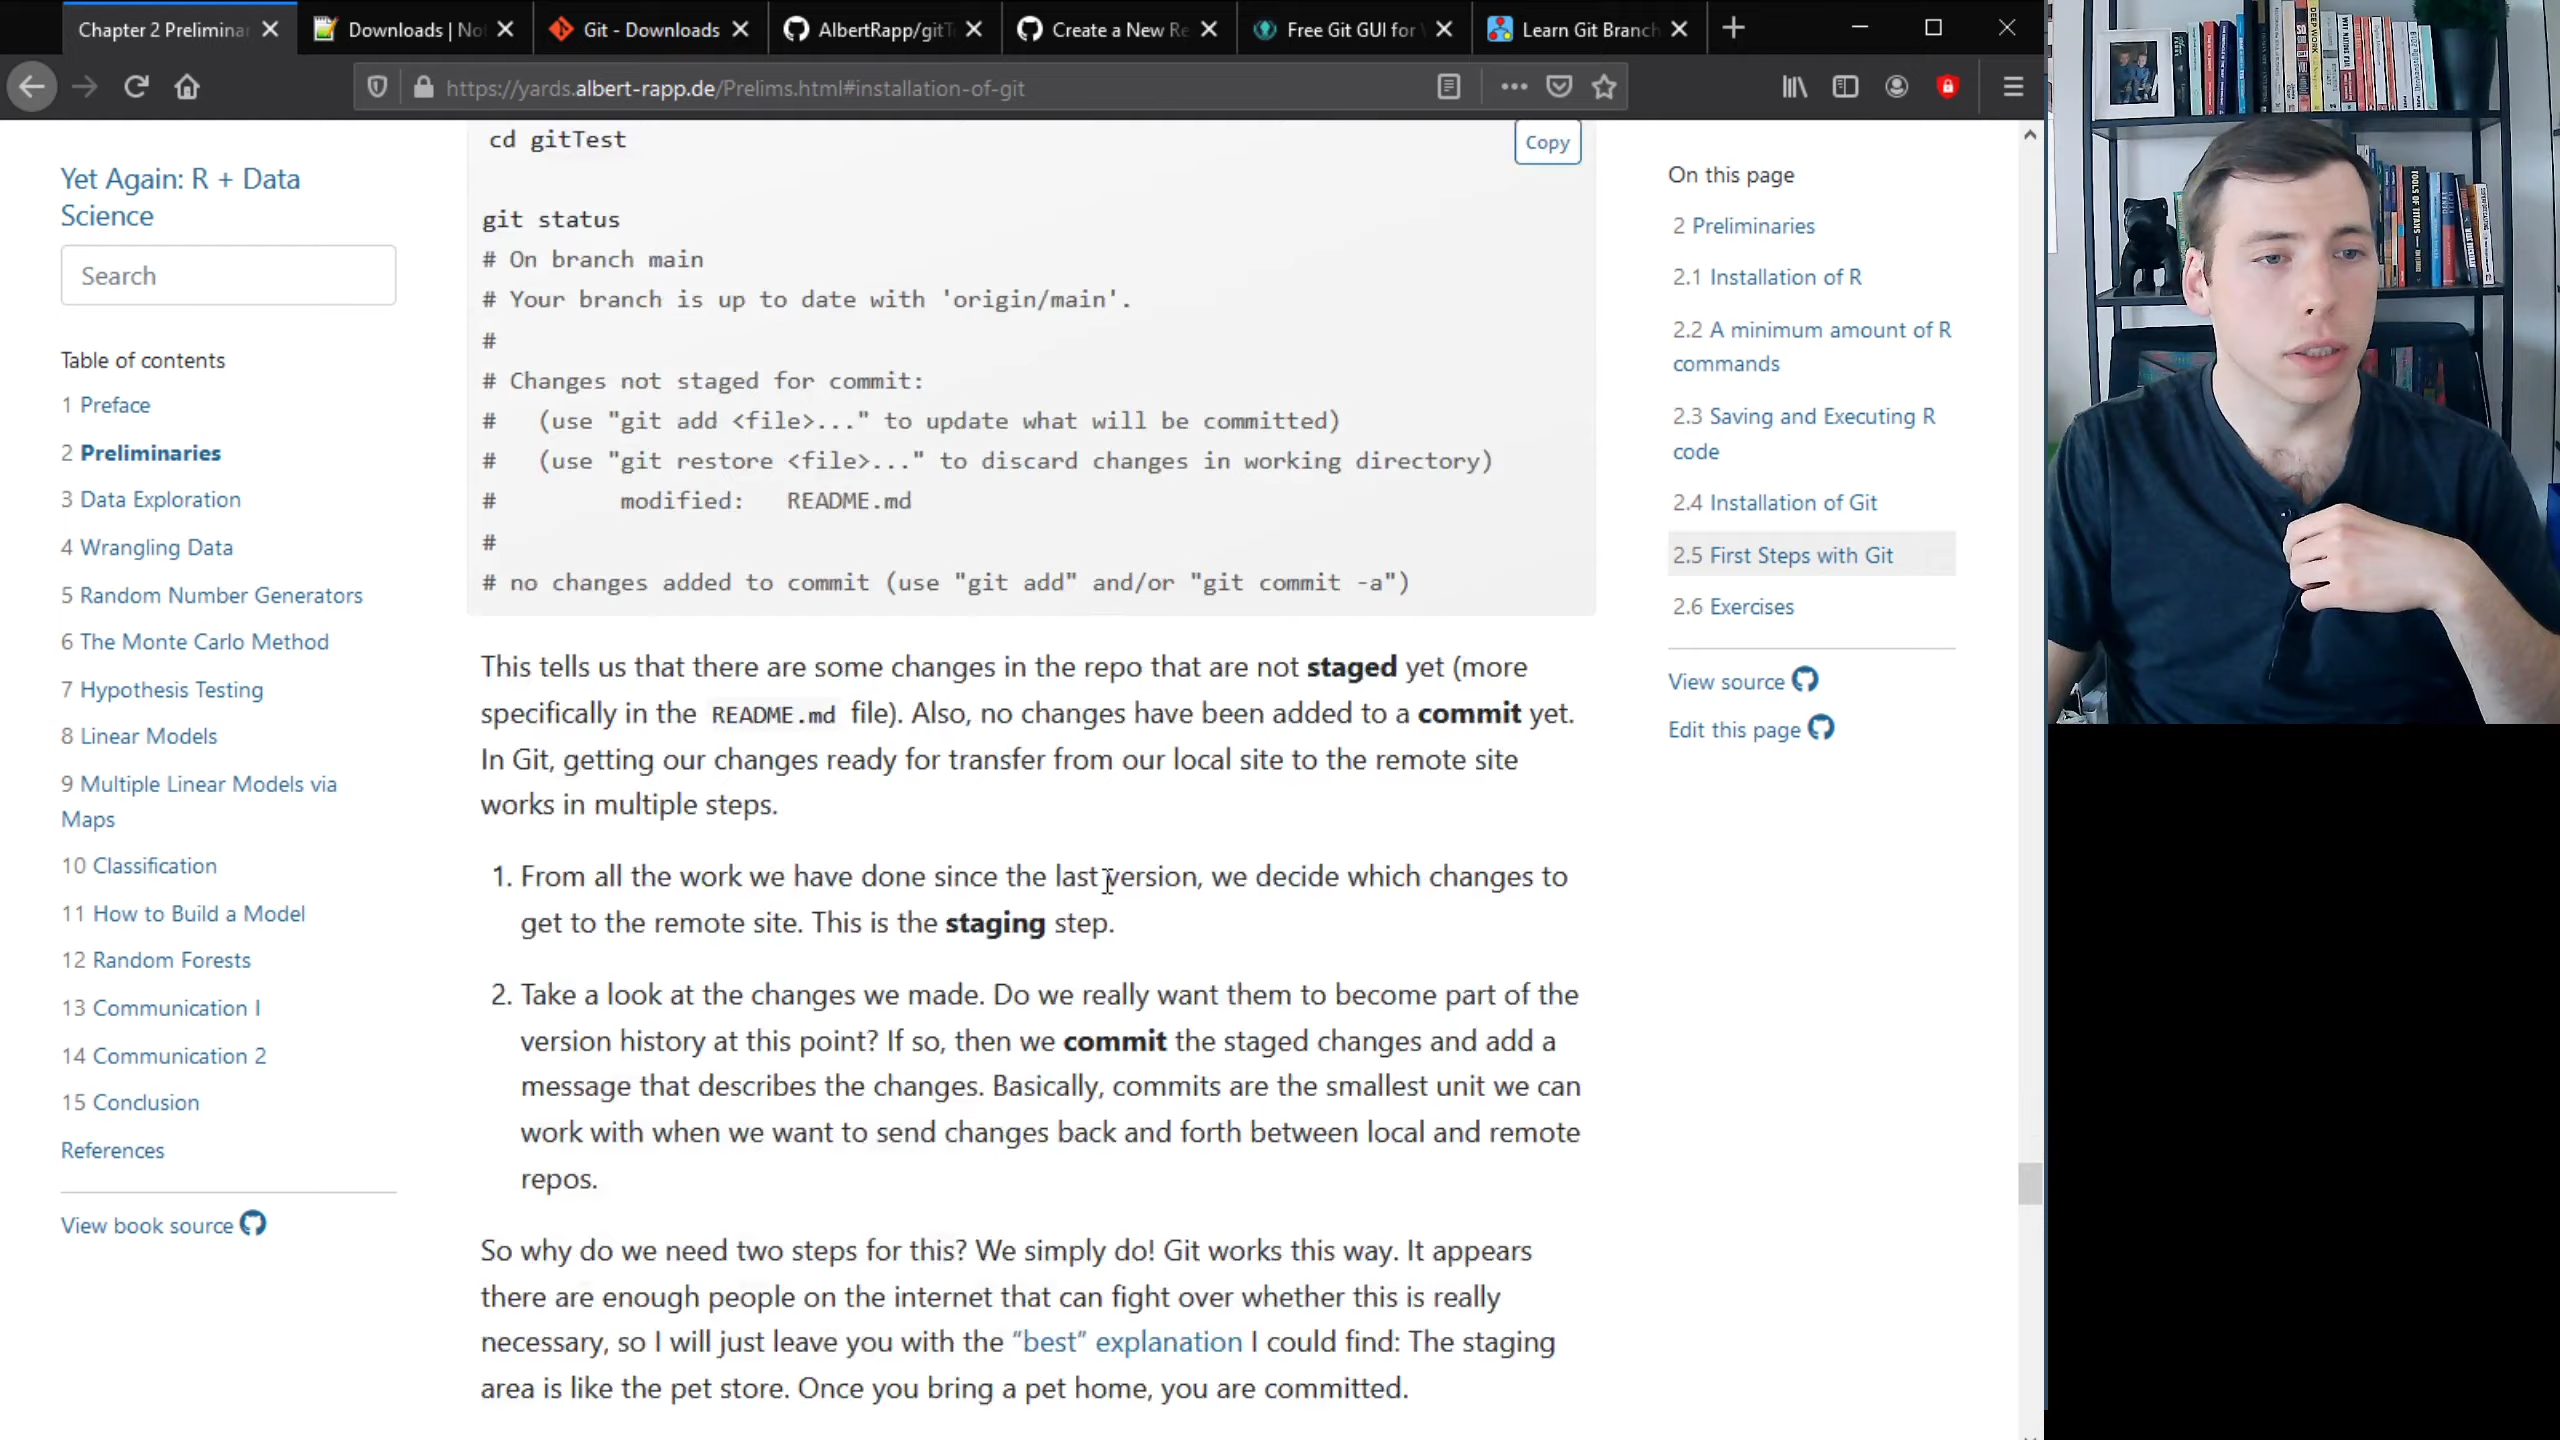 Chapter 2 Prelimina
Downloads | No
Git - Downloads
AlbertRapp/gitT
Create a New Re
Free Git GUI for
Learn Git Branch
https://yards.albert-rapp.de/Prelims.html#installation-of-git
Yet Again: R + Data
Science
Search
Table of contents
1 Preface
2 Preliminaries
3 Data Exploration
4 Wrangling Data
5 Random Number Generators
6 The Monte Carlo Method
7 Hypothesis Testing
8 Linear Models
9 Multiple Linear Models via
Maps
10 Classification
11 How to Build a Model
12 Random Forests
13 Communication I
14 Communication 2
15 Conclusion
References
View book source
cd gitTest
Copy
git status
# On branch main
# Your branch is up to date with 'origin/main'.
#
# Changes not staged for commit:
#   (use "git add <file>..." to update what will be committed)
#   (use "git restore <file>..." to discard changes in working directory)
#         modified:   README.md
#
# no changes added to commit (use "git add" and/or "git commit -a")
This tells us that there are some changes in the repo that are not staged yet (more
specifically in the README.md file). Also, no changes have been added to a commit yet.
In Git, getting our changes ready for transfer from our local site to the remote site
works in multiple steps.
1. From all the work we have done since the last version, we decide which changes to
get to the remote site. This is the staging step.
2. Take a look at the changes we made. Do we really want them to become part of the
version history at this point? If so, then we commit the staged changes and add a
message that describes the changes. Basically, commits are the smallest unit we can
work with when we want to send changes back and forth between local and remote
repos.
So why do we need two steps for this? We simply do! Git works this way. It appears
there are enough people on the internet that can fight over whether this is really
necessary, so I will just leave you with the “best” explanation I could find: The staging
area is like the pet store. Once you bring a pet home, you are committed.
On this page
2 Preliminaries
2.1 Installation of R
2.2 A minimum amount of R
commands
2.3 Saving and Executing R
code
2.4 Installation of Git
2.5 First Steps with Git
2.6 Exercises
View source
Edit this page
DEEP WORK
TOOLS OF TITANS